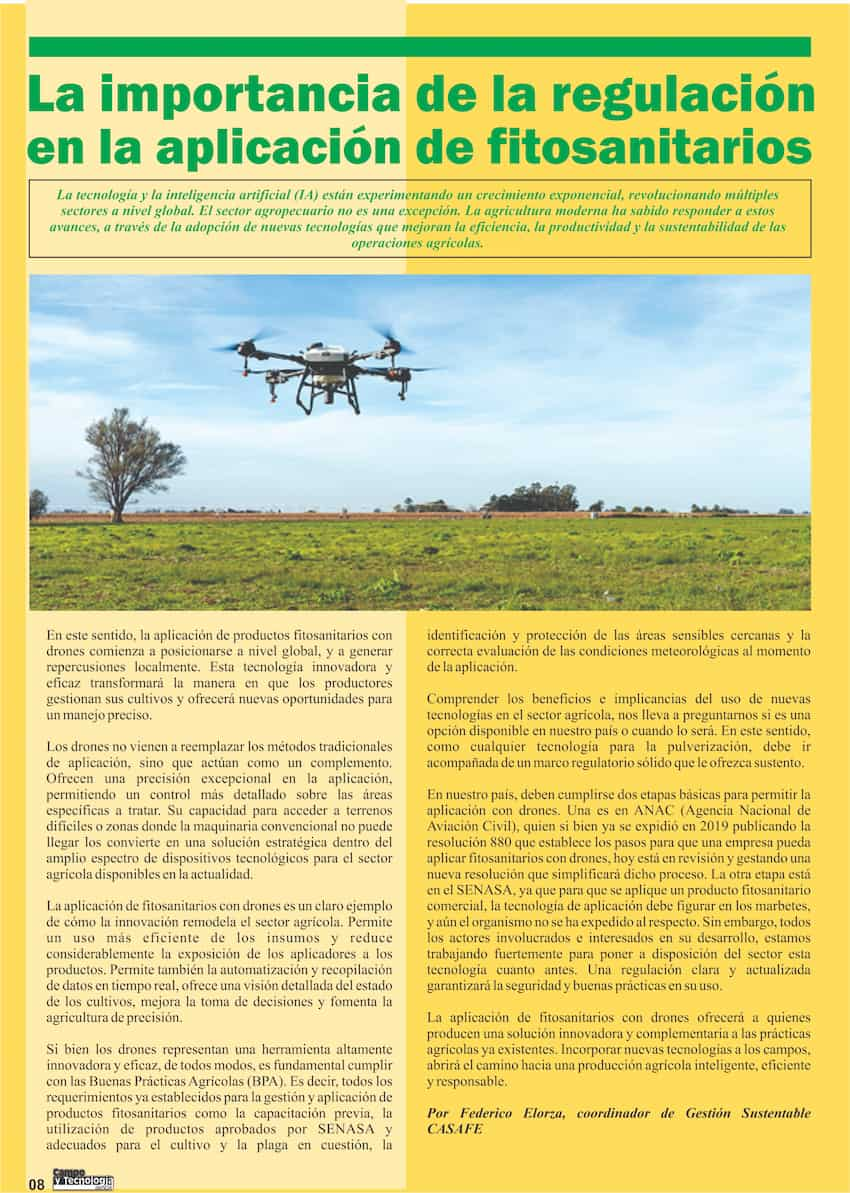 La importancia de la regulación
en la aplicación de fitosanitarios
La tecnología y la inteligencia artificial (IA) están experimentando un crecimiento exponencial, revolucionando múltiples
sectores a nivel global. El sector agropecuario no es una excepción. La agricultura moderna ha sabido responder a estos
avances, a través de la adopción de nuevas tecnologías que mejoran la eficiencia, la productividad y la sustentabilidad de las
operaciones agrícolas.
En este sentido, la aplicación de productos fitosanitarios con
drones comienza a posicionarse a nivel global, y a generar
repercusiones localmente. Esta tecnología innovadora y
eficaz transformará la manera en que los productores
gestionan sus cultivos y ofrecerá nuevas oportunidades para
un manejo preciso.
Los drones no vienen a reemplazar los métodos tradicionales
de aplicación, sino que actúan como un complemento.
Ofrecen una precisión excepcional en la aplicación,
permitiendo un control más detallado sobre las áreas
específicas a tratar. Su capacidad para acceder a terrenos
difíciles o zonas donde la maquinaria convencional no puede
llegar los convierte en una solución estratégica dentro del
amplio espectro de dispositivos tecnológicos para el sector
agrícola disponibles en la actualidad.
La aplicación de fitosanitarios con drones es un claro ejemplo
de cómo la innovación remodela el sector agrícola. Permite
un uso más eficiente de los insumos y reduce
considerablemente la exposición de los aplicadores a los
productos. Permite también la automatización y recopilación
de datos en tiempo real, ofrece una visión detallada del estado
de los cultivos, mejora la toma de decisiones y fomenta la
agricultura de precisión.
Si bien los drones representan una herramienta altamente
innovadora y eficaz, de todos modos, es fundamental cumplir
con las Buenas Prácticas Agrícolas (BPA). Es decir, todos los
requerimientos ya establecidos para la gestión y aplicación de
productos fitosanitarios como la capacitación previa, la
utilización de productos aprobados por SENASA y
adecuados para el cultivo y la plaga en cuestión, la
identificación y protección de las áreas sensibles cercanas y la
correcta evaluación de las condiciones meteorológicas al momento
de la aplicación.
Comprender los beneficios e implicancias del uso de nuevas
tecnologías en el sector agrícola, nos lleva a preguntarnos si es una
opción disponible en nuestro país o cuando lo será. En este sentido,
como cualquier tecnología para la pulverización, debe ir
acompañada de un marco regulatorio sólido que le ofrezca sustento.
En nuestro país, deben cumplirse dos etapas básicas para permitir la
aplicación con drones. Una es en ANAC (Agencia Nacional de
Aviación Civil), quien si bien ya se expidió en 2019 publicando la
resolución 880 que establece los pasos para que una empresa pueda
aplicar fitosanitarios con drones, hoy está en revisión y gestando una
nueva resolución que simplificará dicho proceso. La otra etapa está
en el SENASA, ya que para que se aplique un producto fitosanitario
comercial, la tecnología de aplicación debe figurar en los marbetes,
y aún el organismo no se ha expedido al respecto. Sin embargo, todos
los actores involucrados e interesados en su desarrollo, estamos
trabajando fuertemente para poner a disposición del sector esta
tecnología cuanto antes. Una regulación clara y actualizada
garantizará la seguridad y buenas prácticas en su uso.
La aplicación de fitosanitarios con drones ofrecerá a quienes
producen una solución innovadora y complementaria a las prácticas
agrícolas ya existentes. Incorporar nuevas tecnologías a los campos,
abrirá el camino hacia una producción agrícola inteligente, eficiente
y responsable.
Por Federico Elorza, coordinador de Gestión Sustentable
CASAFE
08 Campo
y Tecnología